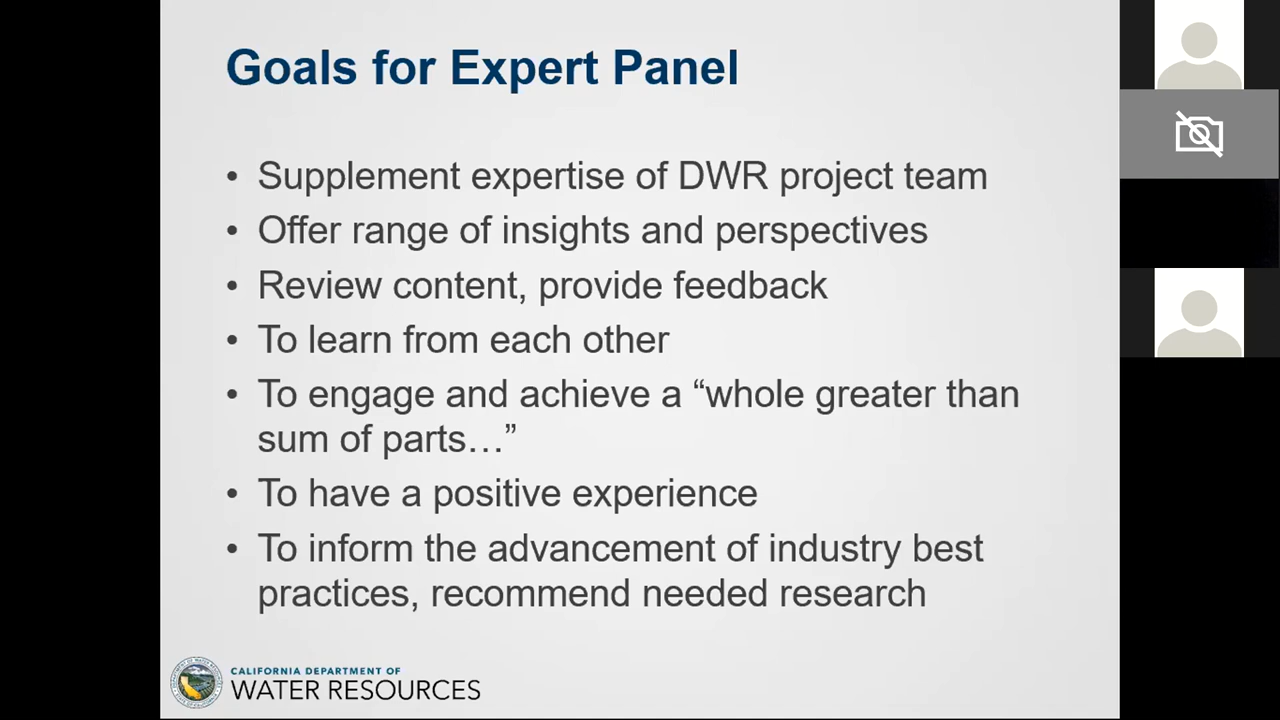 Goals for Expert Panel
• Supplement expertise of DWR project team
• Offer range of insights and perspectives
• Review content, provide feedback
• To learn from each other
• To engage and achieve a “whole greater than
sum of parts…”
• To have a positive experience
• To inform the advancement of industry best
practices, recommend needed research
CALIFORNIA DEPARTMENT OF
WATER RESOURCES